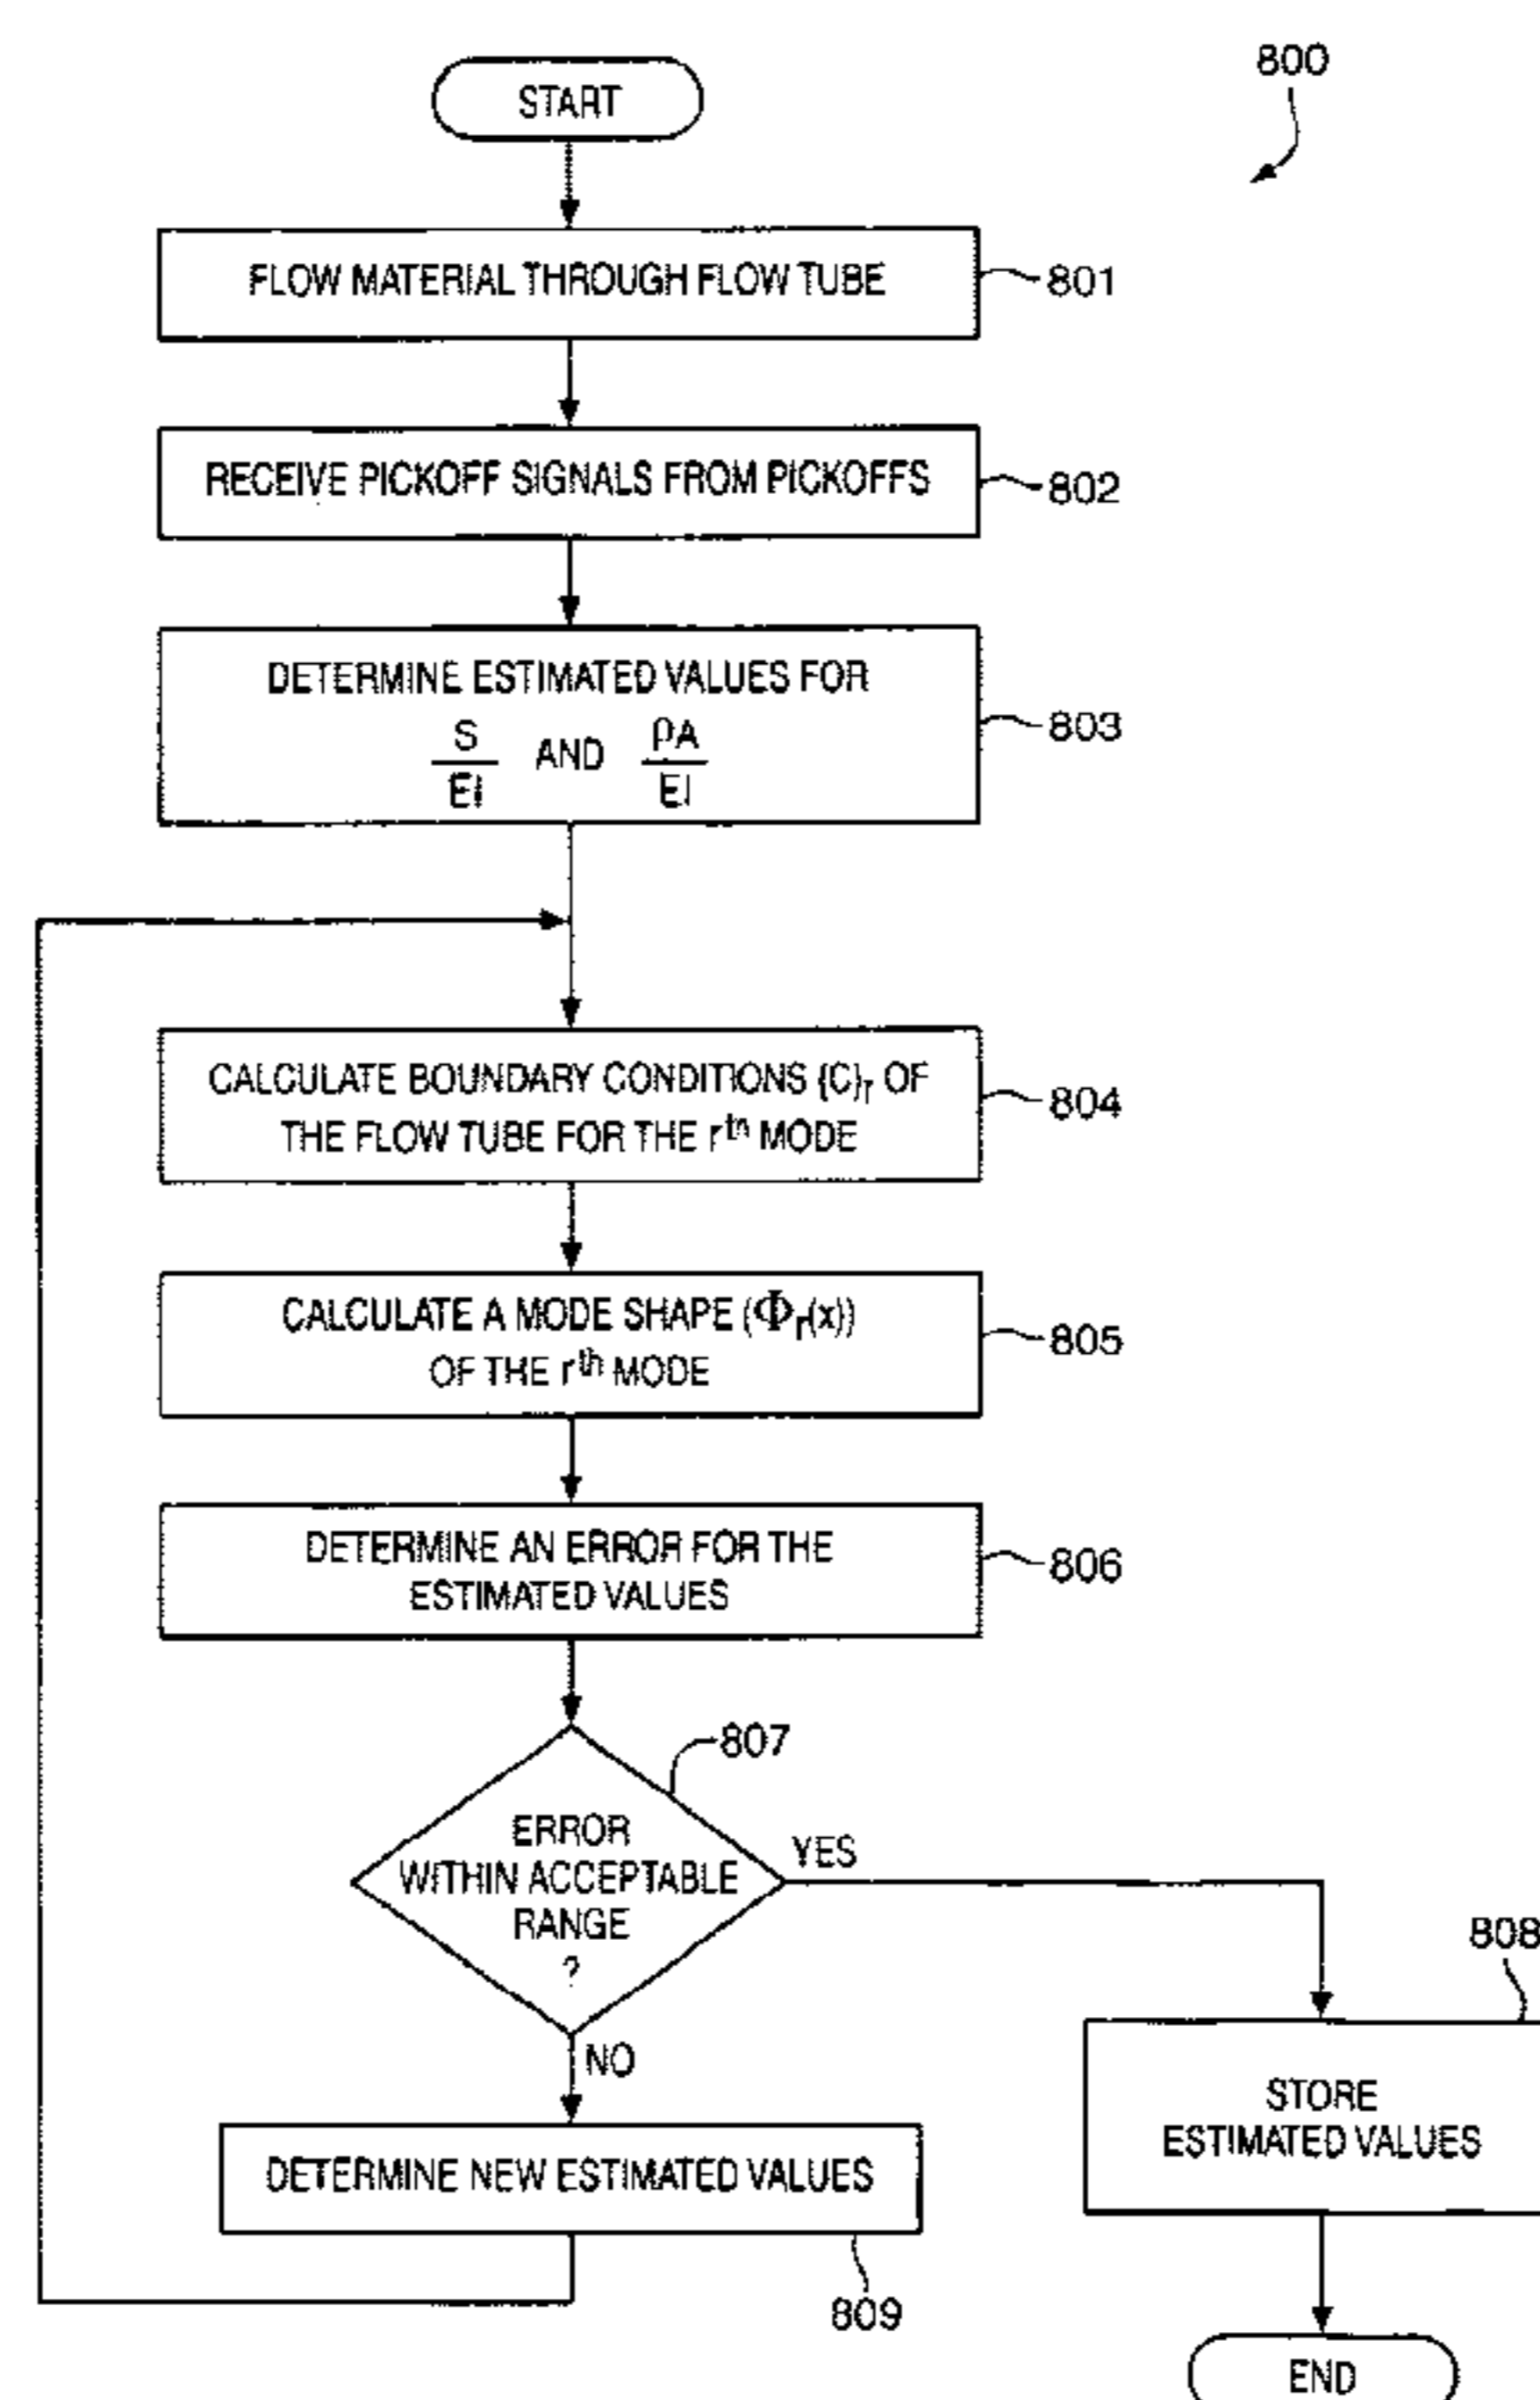 800
START
FLOW MATERIAL THROUGH FLOW TUBE
801
RECEIVE PICKOFF SIGNALS FROM PICKOFFS
802
DETERMINE ESTIMATED VALUES FOR
S/EI AND ρA/EI
803
CALCULATE BOUNDARY CONDITIONS {C}r OF
THE FLOW TUBE FOR THE rth MODE
804
CALCULATE A MODE SHAPE (Φr(x))
OF THE rth MODE
805
DETERMINE AN ERROR FOR THE
ESTIMATED VALUES
806
807
ERROR
WITHIN ACCEPTABLE
RANGE
?
YES
NO
808
STORE
ESTIMATED VALUES
DETERMINE NEW ESTIMATED VALUES
809
END